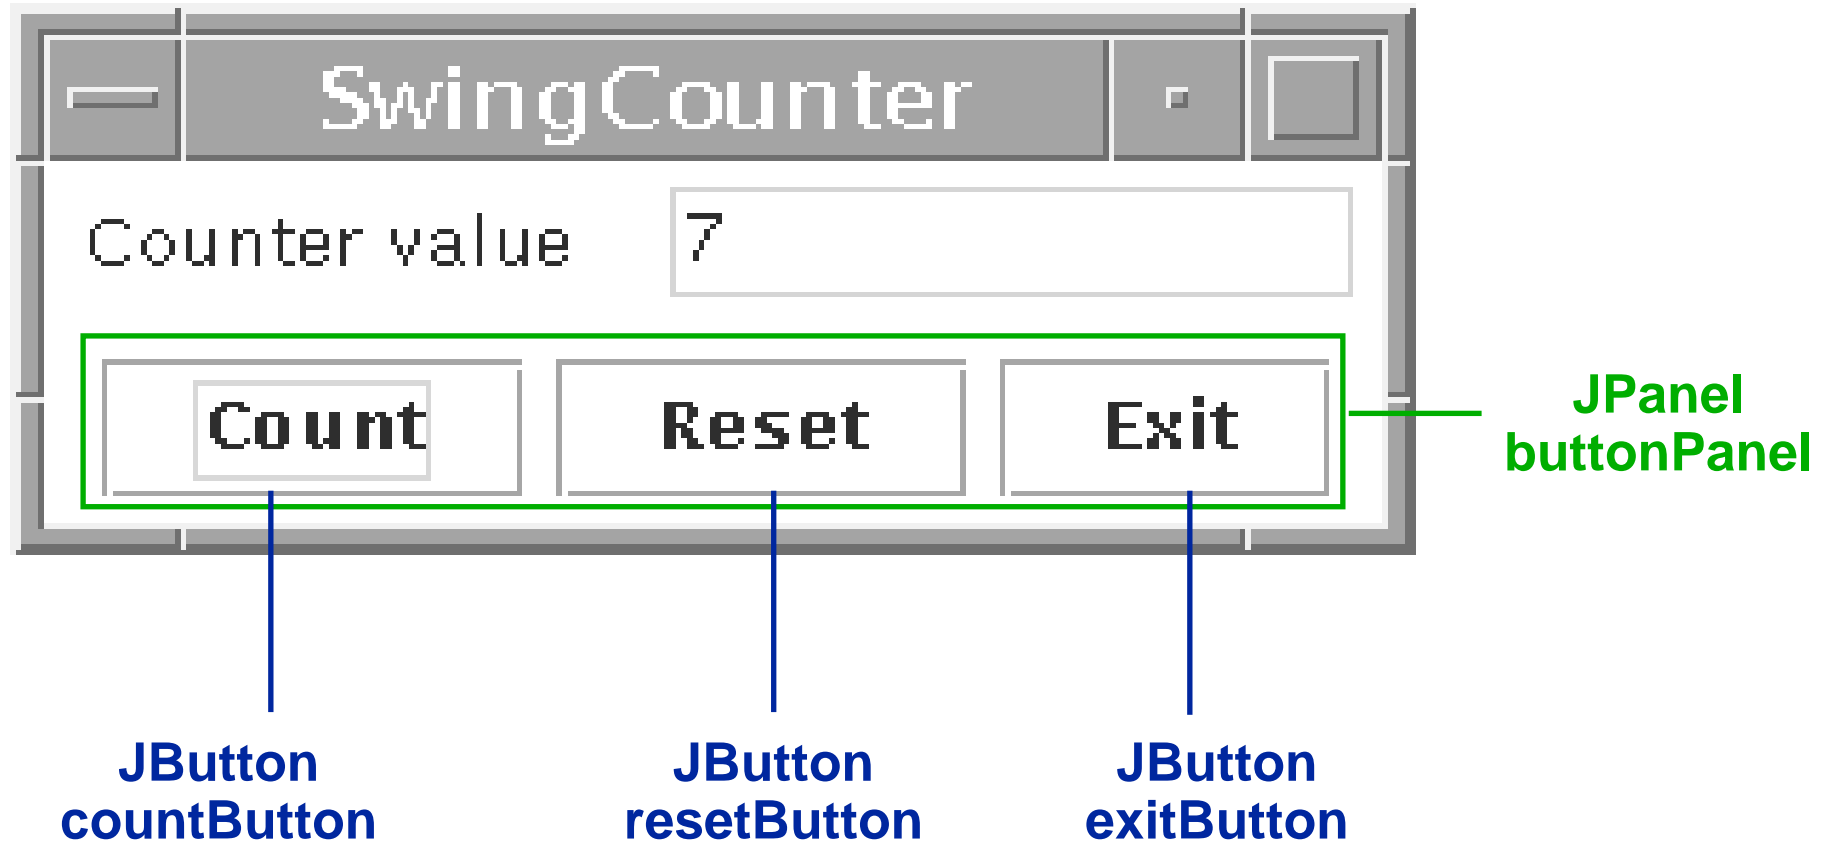 SwingCounter
Counter value 7
Count Reset Exit
JPanel
buttonPanel
JButton JButton JButton
countButton resetButton exitButton